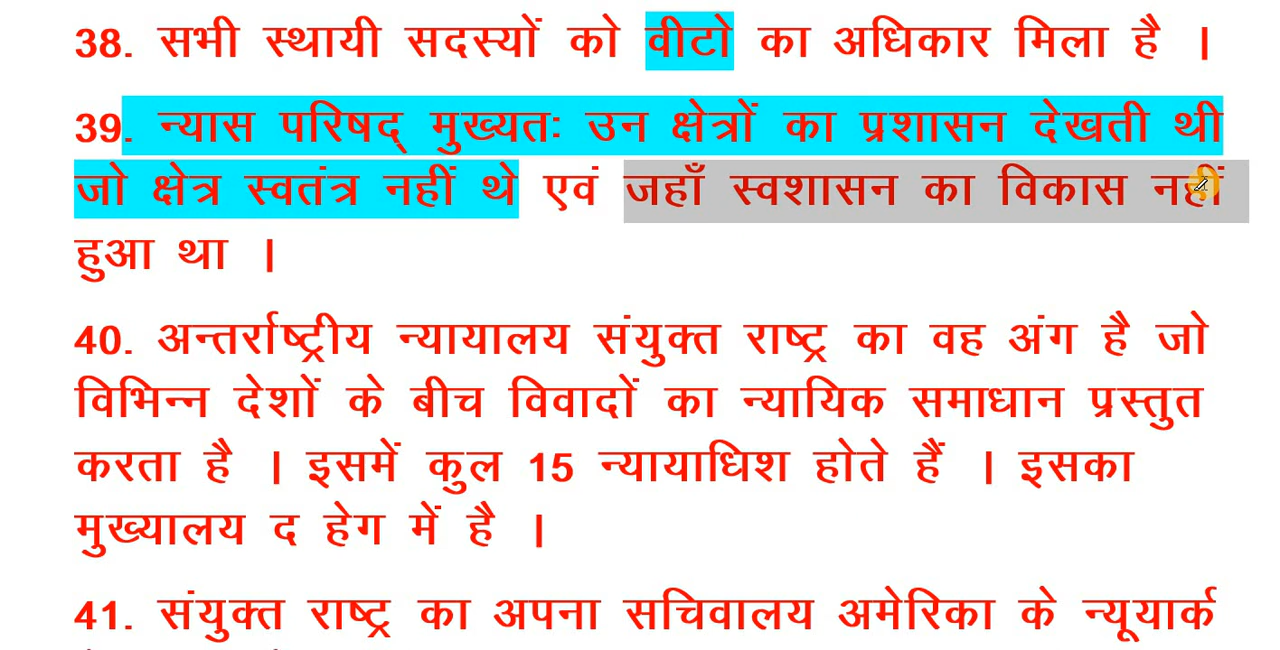 38. सभी स्थायी सदस्यों को वीटो का अधिकार मिला है ।
39. न्यास परिषद् मुख्यतः उन क्षेत्रों का प्रशासन देखती थी
जो क्षेत्र स्वतंत्र नहीं थे एवं जहाँ स्वशासन का विकास नहीं
हुआ था ।
40. अन्तर्राष्ट्रीय न्यायालय संयुक्त राष्ट्र का वह अंग है जो
विभिन्न देशों के बीच विवादों का न्यायिक समाधान प्रस्तुत
करता है । इसमें कुल 15 न्यायाधिश होते हैं । इसका
मुख्यालय द हेग में है ।
41. संयुक्त राष्ट्र का अपना सचिवालय अमेरिका के न्यूयार्क